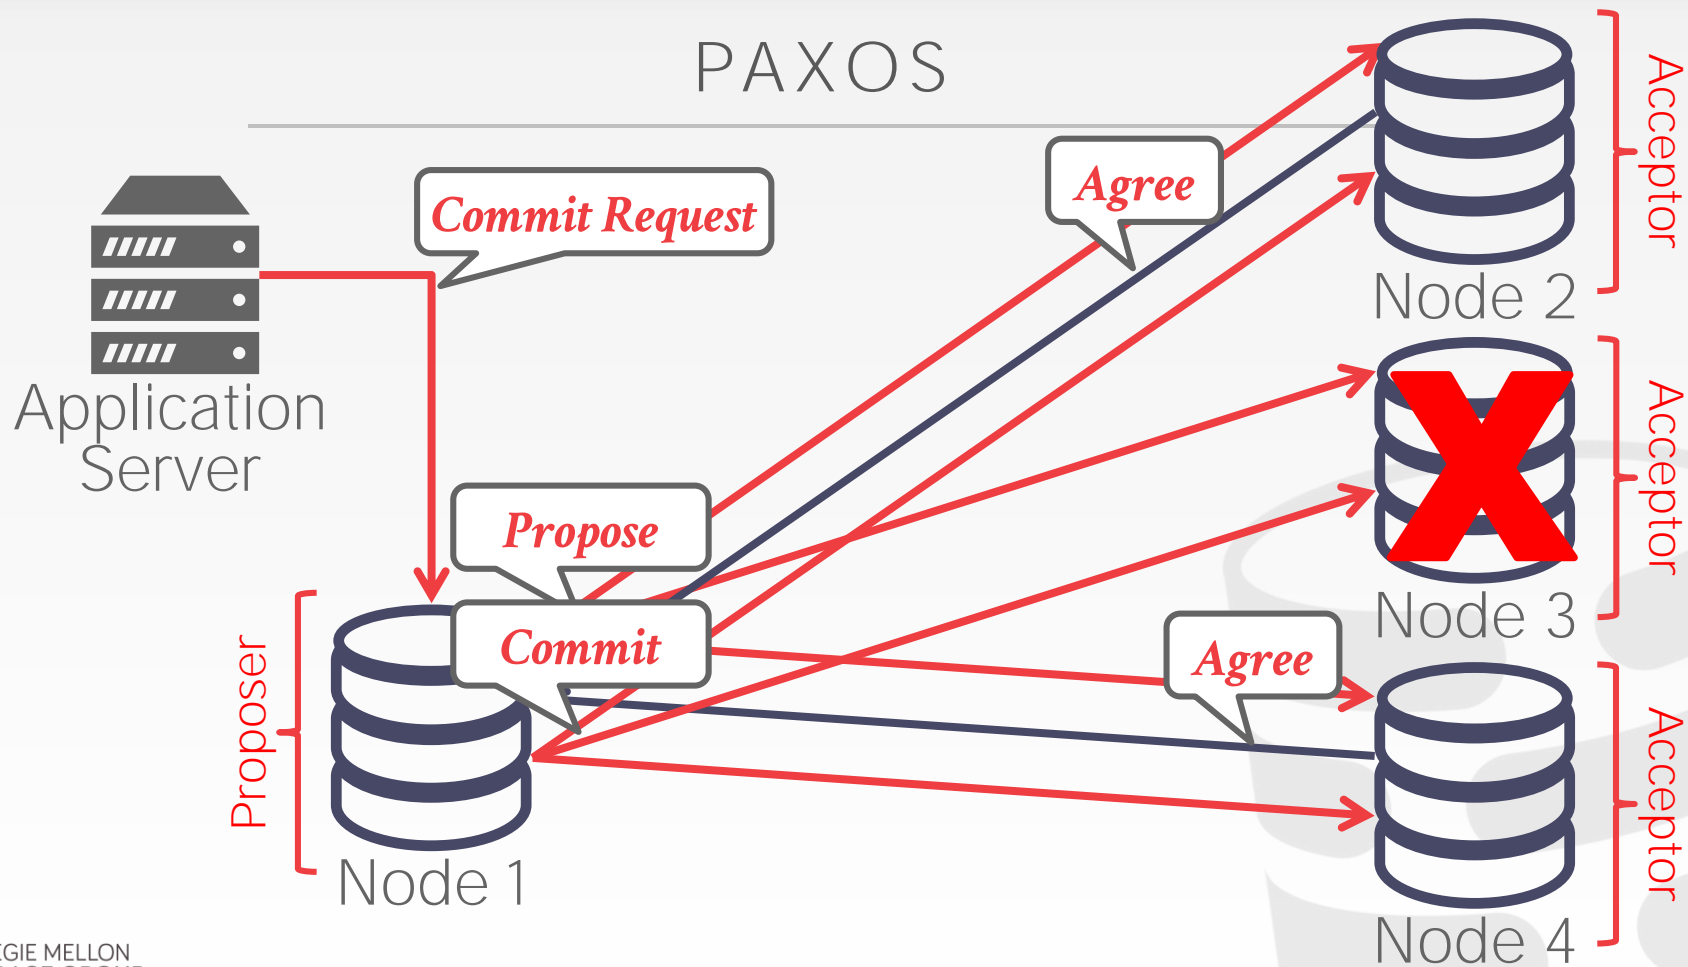 PAXOS
Acceptor
Agree
Commit Request
Node 2
Application
Server
Acceptor
Propose
Node 3
Commit
Agree
Proposer
Acceptor
Node 1
Node 4
MELLON